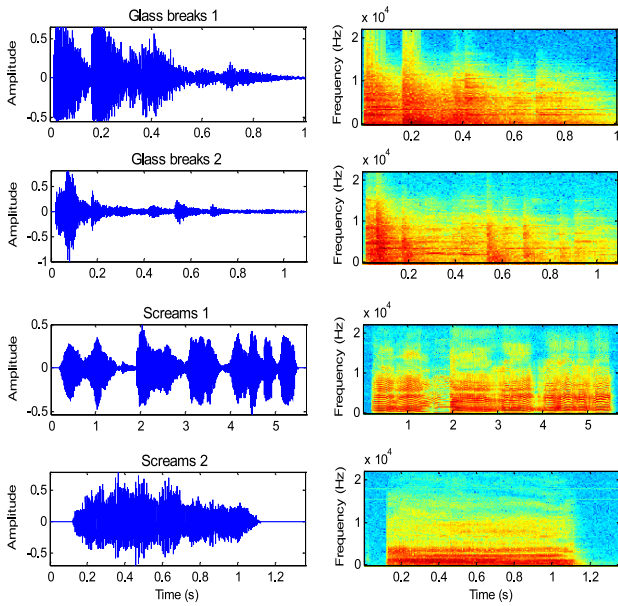 Glass breaks 1
Amplitude
0.5
0
-0.5
0.2 0.4 0.6 0.8 1
x 10^4
Frequency (Hz)
2
1
0
0.2 0.4 0.6 0.8 1
Glass breaks 2
Amplitude
0.5
0
-0.5
-1
0.2 0.4 0.6 0.8 1
x 10^4
Frequency (Hz)
2
1
0
0.2 0.4 0.6 0.8 1
Screams 1
Amplitude
0.5
0
-0.5
0 1 2 3 4 5
x 10^4
Frequency (Hz)
2
1
0
1 2 3 4 5
Screams 2
Amplitude
0.5
0
-0.5
0 0.2 0.4 0.6 0.8 1 1.2
Time (s)
x 10^4
Frequency (Hz)
2
1
0
0.2 0.4 0.6 0.8 1 1.2
Time (s)